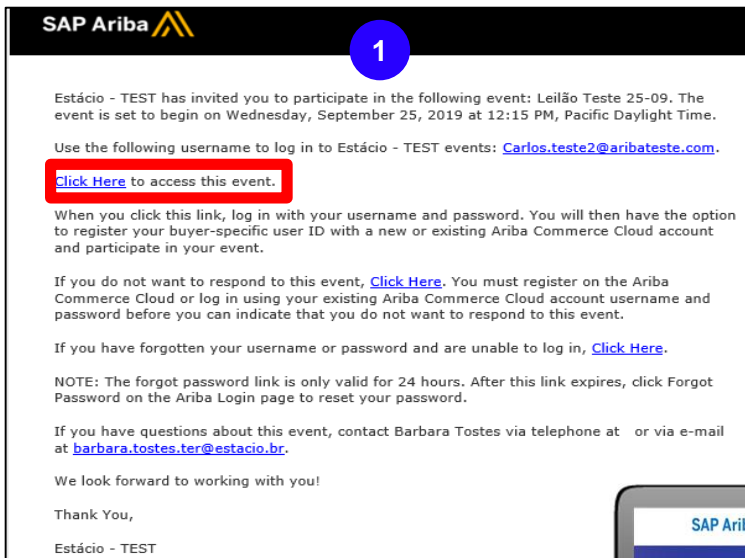 SAP Ariba
1
Estácio - TEST has invited you to participate in the following event: Leilão Teste 25-09. The
event is set to begin on Wednesday, September 25, 2019 at 12:15 PM, Pacific Daylight Time.
Use the following username to log in to Estácio - TEST events: Carlos.teste2@aribateste.com.
Click Here to access this event.
When you click this link, log in with your username and password. You will then have the option
to register your buyer-specific user ID with a new or existing Ariba Commerce Cloud account
and participate in your event.
If you do not want to respond to this event, Click Here. You must register on the Ariba
Commerce Cloud or log in using your existing Ariba Commerce Cloud account username and
password before you can indicate that you do not want to respond to this event.
If you have forgotten your username or password and are unable to log in, Click Here.
NOTE: The forgot password link is only valid for 24 hours. After this link expires, click Forgot
Password on the Ariba Login page to reset your password.
If you have questions about this event, contact Barbara Tostes via telephone at or via e-mail
at barbara.tostes.ter@estacio.br.
We look forward to working with you!
Thank You,
SAP
Estácio - TEST